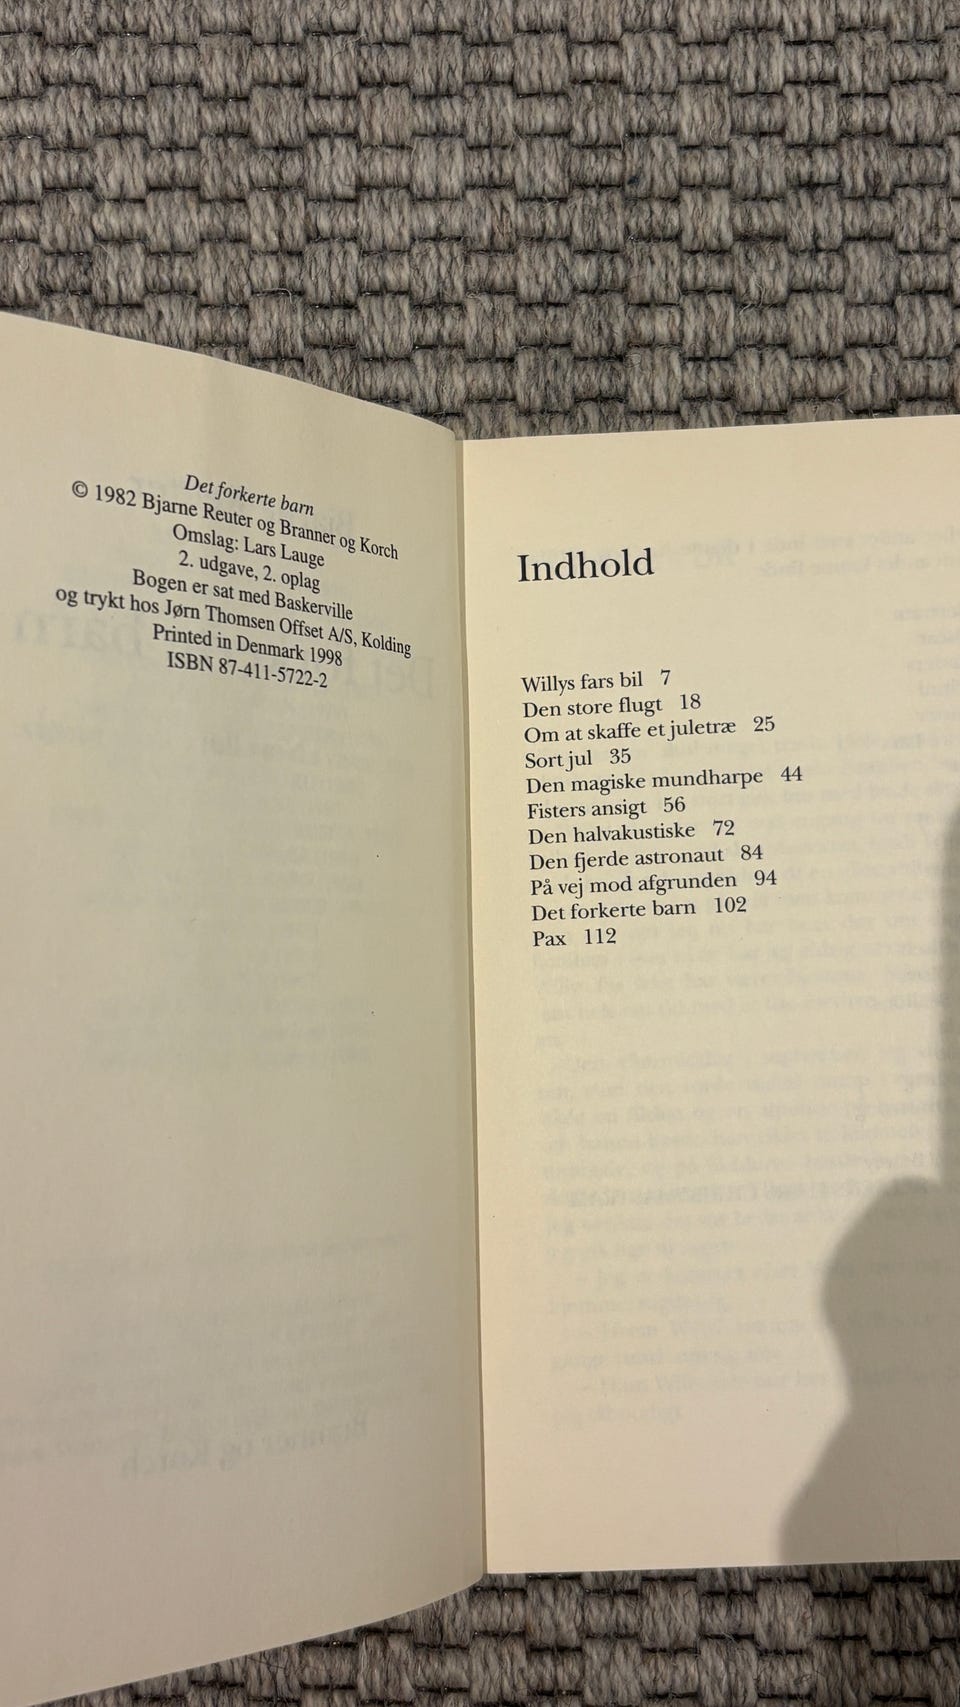 Det forkerte barn
© 1982 Bjarne Reuter og Branner og Korch
Omslag: Lars Lauge
2. udgave, 2. oplag
Bogen er sat med Baskerville
og trykt hos Jørn Thomsen Offset A/S, Kolding
Printed in Denmark 1998
ISBN 87-411-5722-2
Indhold
Willys fars bil 7
Den store flugt 18
Om at skaffe et juletræ 25
Sort jul 35
Den magiske mundharpe 44
Fisters ansigt 56
Den halvakustiske 72
Den fjerde astronaut 84
På vej mod afgrunden 94
Det forkerte barn 102
Pax 112